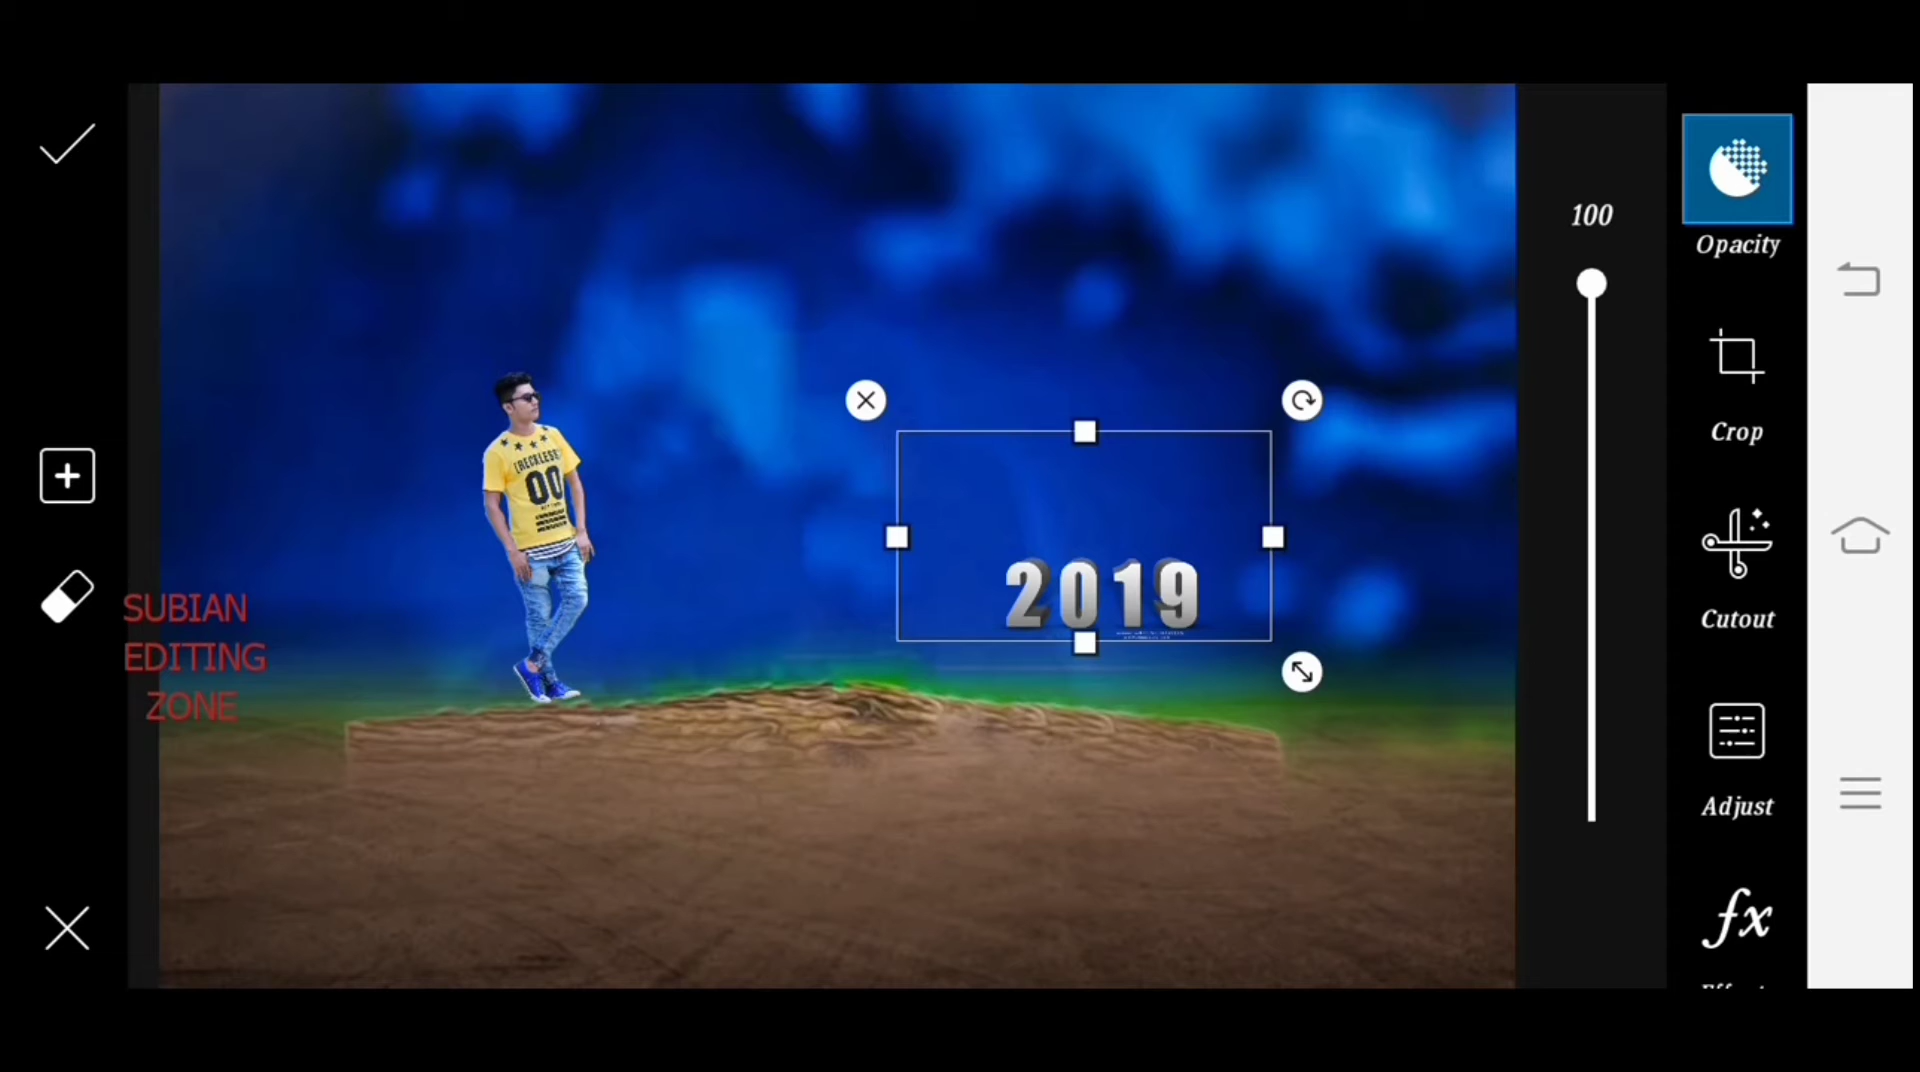 100
Opacity
Crop
Cutout
Adjust
fx
RECKLESS
00
2019
SUBIAN
EDITING
ZONE